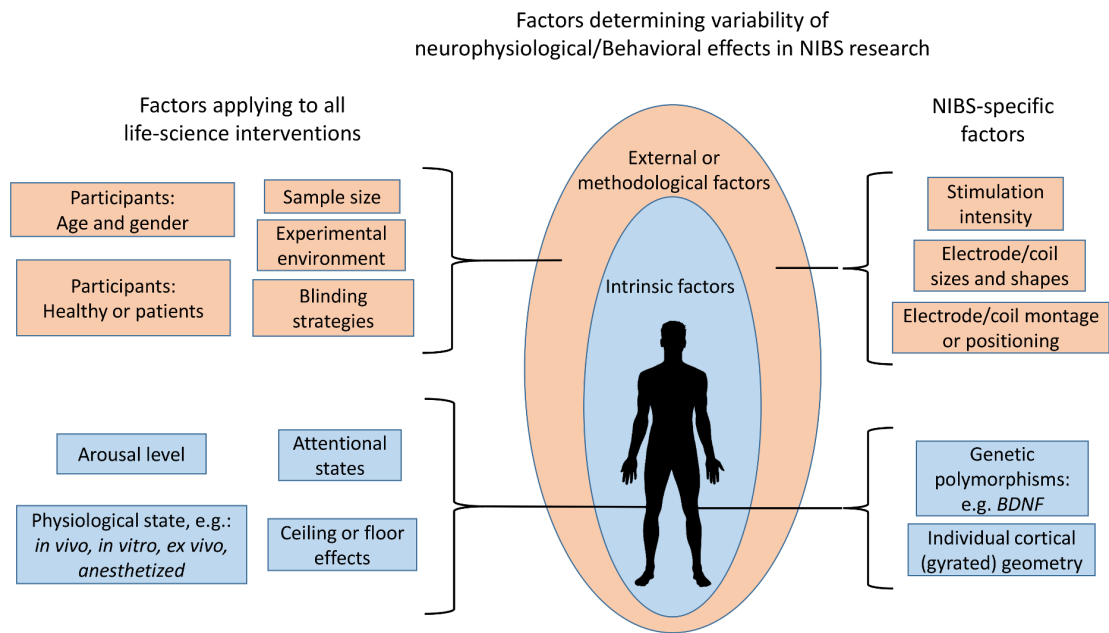 Factors determining variability of
neurophysiological/Behavioral effects in NIBS research
Factors applying to all
life-science interventions
Participants:
Age and gender
Sample size
Experimental
environment
Participants:
Healthy or patients
Blinding
strategies
Arousal level
Attentional
states
Physiological state, e.g.:
in vivo, in vitro, ex vivo,
anesthetized
Ceiling or floor
effects
External or
methodological factors
Intrinsic factors
NIBS-specific
factors
Stimulation
intensity
Electrode/coil
sizes and shapes
Electrode/coil montage
or positioning
Genetic
polymorphisms:
e.g. BDNF
Individual cortical
(gyrated) geometry